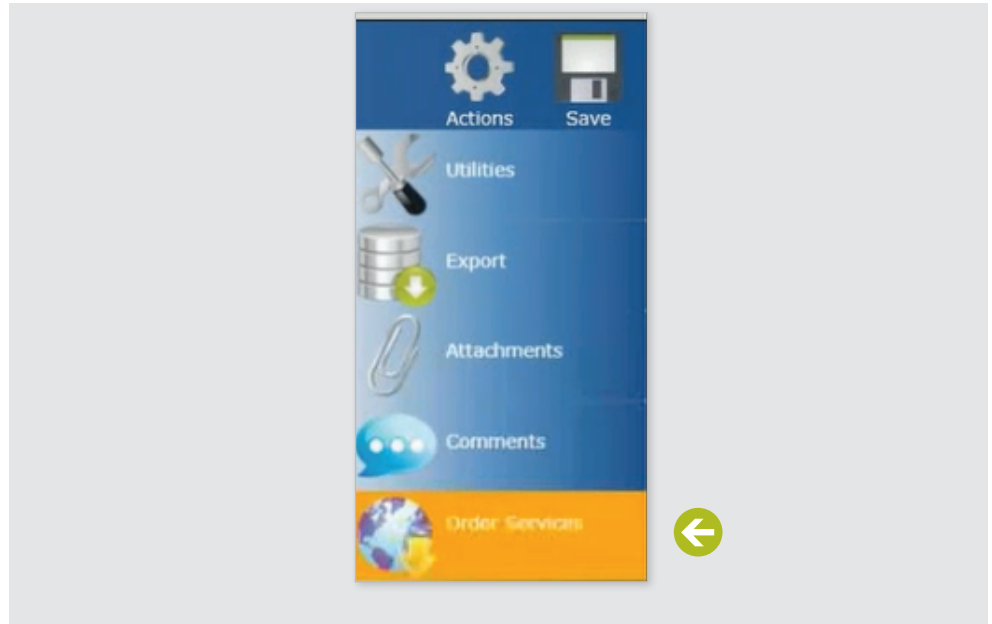 Actions Save
Utilities
Export
Attachments
Comments
Order Services